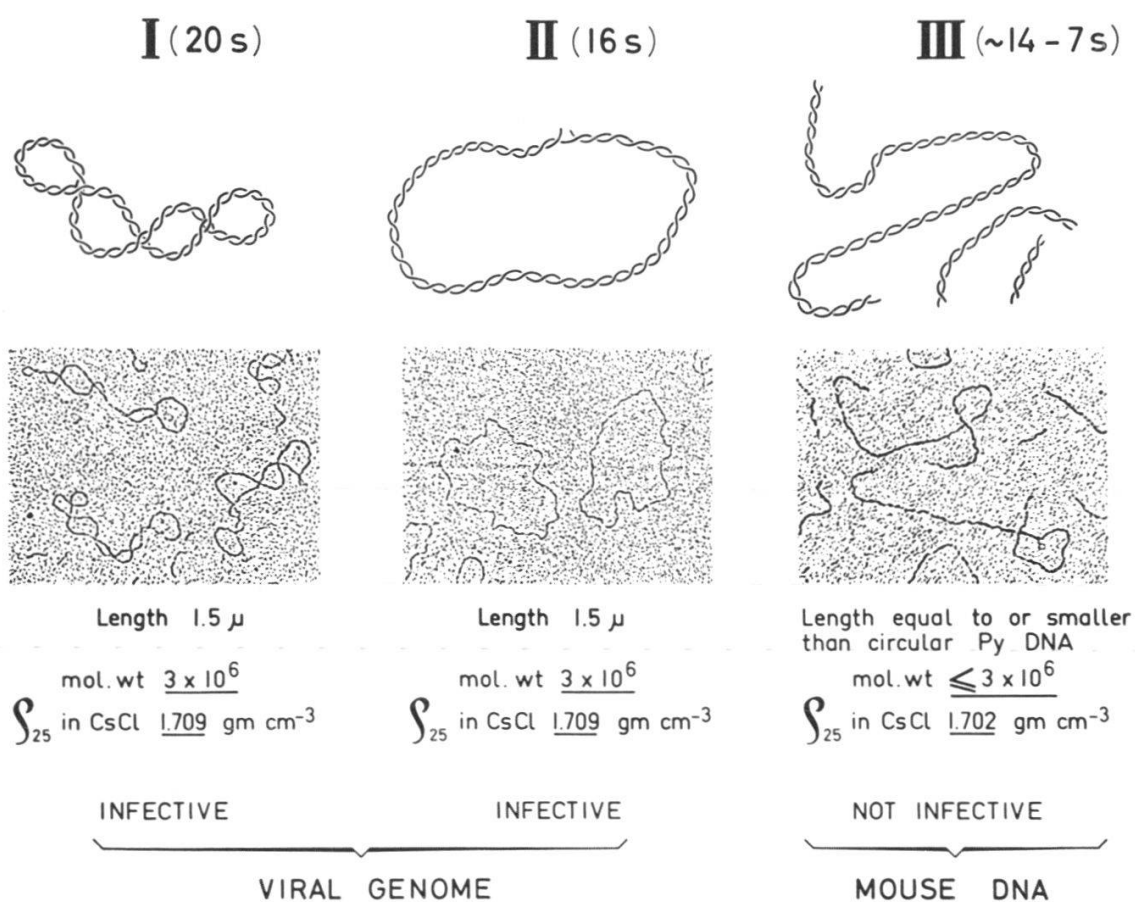 I (20 s)
II (16 s)
III (~14 - 7 s)
Length 1.5 μ
mol. wt 3 x 10⁶
ρ₂₅ in CsCl 1.709 gm cm⁻³
INFECTIVE
Length 1.5 μ
mol. wt 3 x 10⁶
ρ₂₅ in CsCl 1.709 gm cm⁻³
INFECTIVE
Length equal to or smaller
than circular Py DNA
mol. wt ⩽ 3 x 10⁶
ρ₂₅ in CsCl 1.702 gm cm⁻³
NOT INFECTIVE
VIRAL GENOME
MOUSE DNA